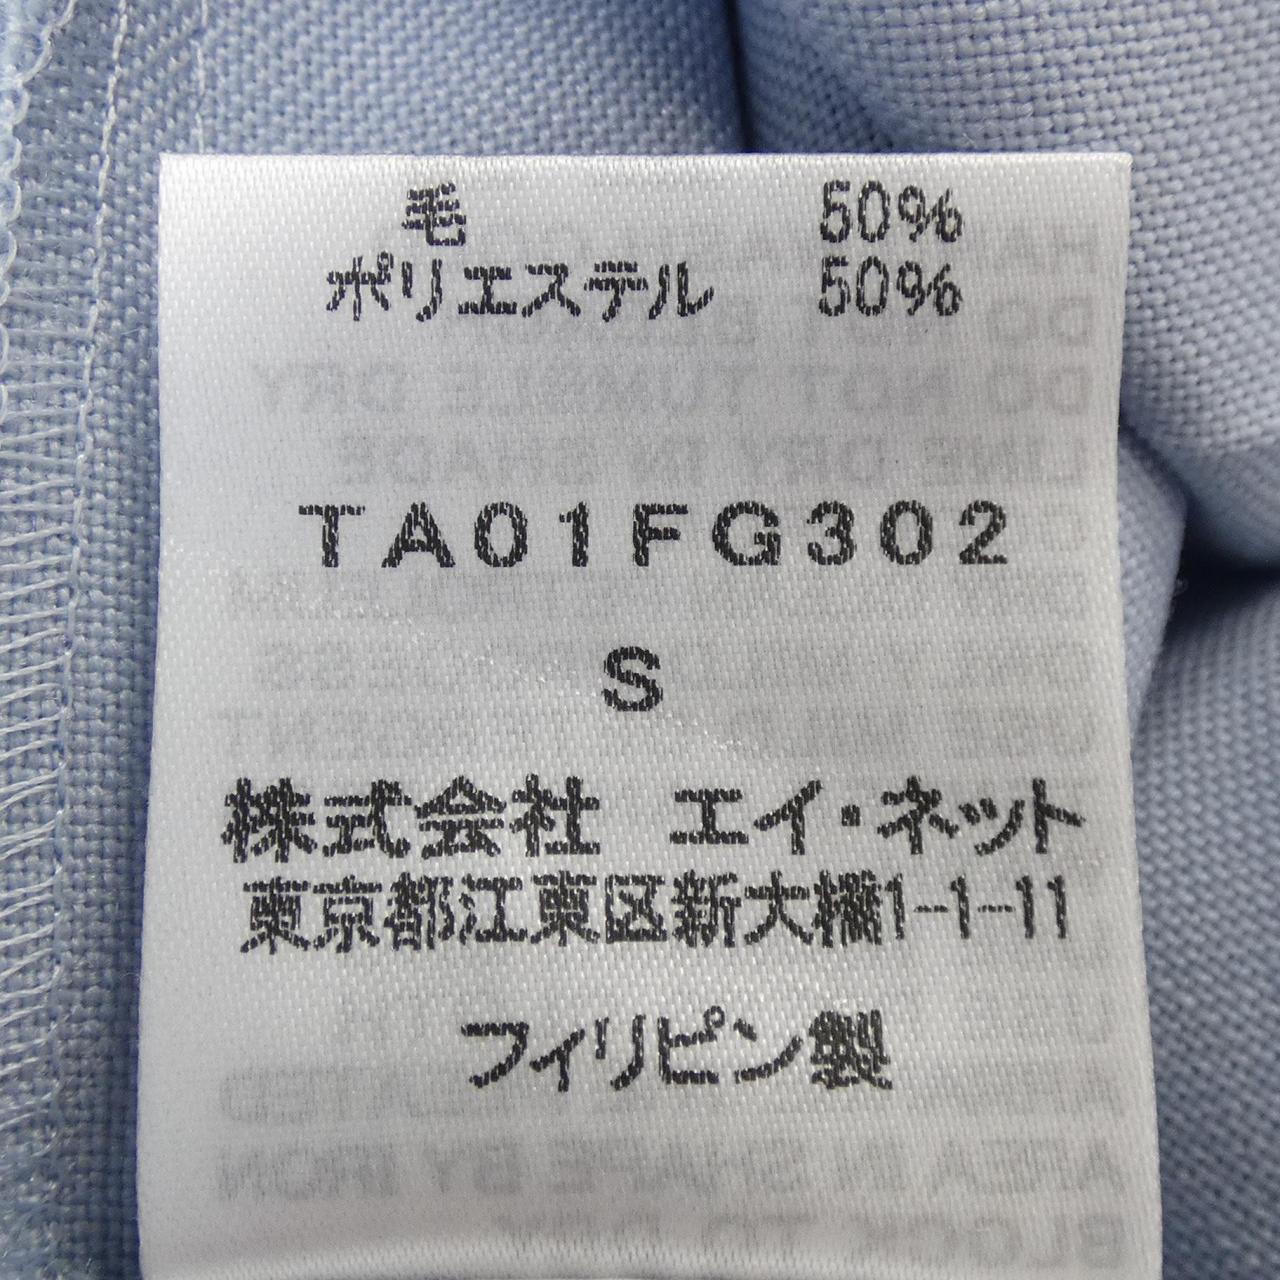 毛 50%
ポリエステル 50%
TA01FG302
S
株式会社 エイ・ネット
東京都江東区新大橋1-1-11
フィリピン製